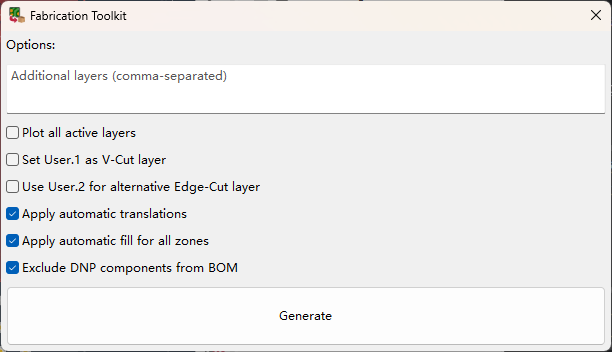 Fabrication Toolkit
Options:
Additional layers (comma-separated)
Plot all active layers
Set User.1 as V-Cut layer
Use User.2 for alternative Edge-Cut layer
Apply automatic translations
Apply automatic fill for all zones
Exclude DNP components from BOM
Generate